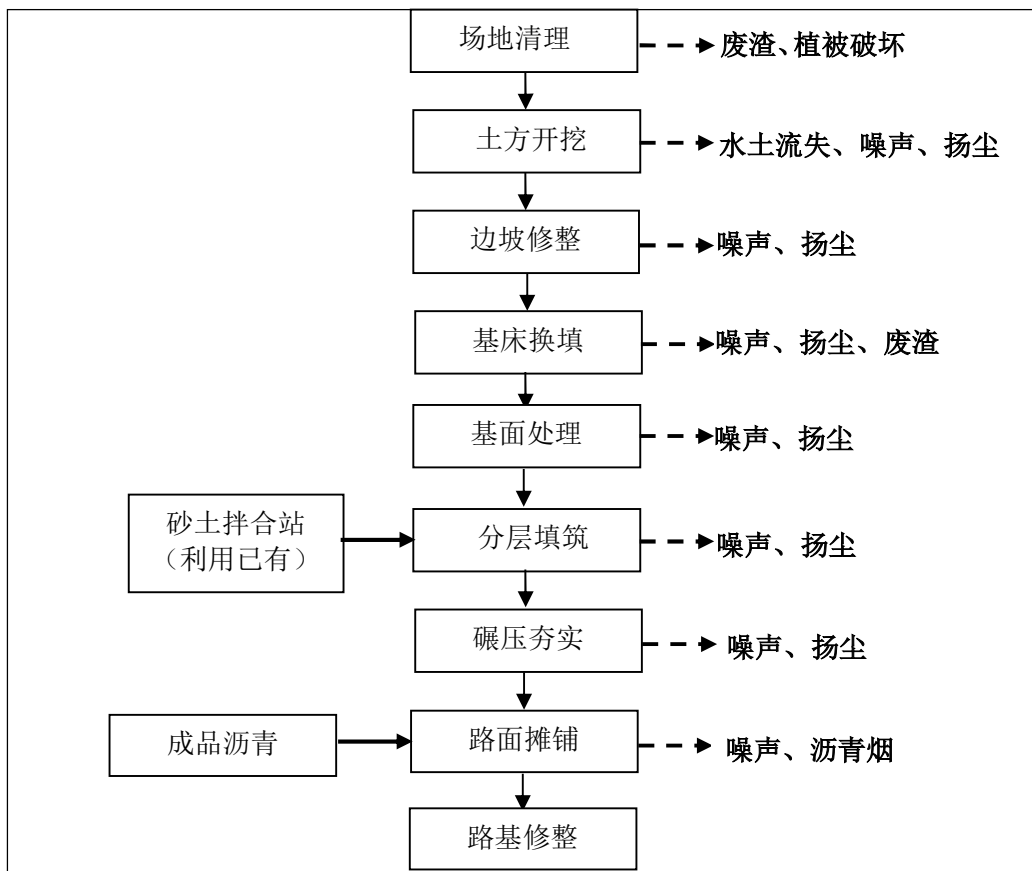 场地清理
废渣、植被破坏
土方开挖
水土流失、噪声、扬尘
边坡修整
噪声、扬尘
基床换填
噪声、扬尘、废渣
基面处理
噪声、扬尘
砂土拌合站
（利用已有）
分层填筑
噪声、扬尘
碾压夯实
噪声、扬尘
成品沥青
路面摊铺
噪声、沥青烟
路基修整